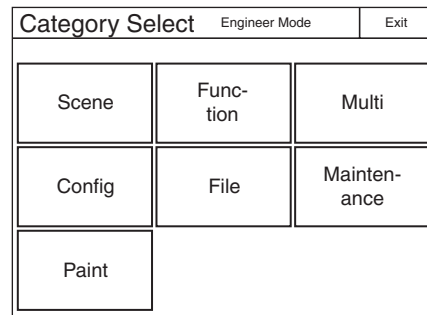 Category Select Engineer Mode Exit
Scene
Func-
tion
Multi
Config
File
Mainten-
ance
Paint